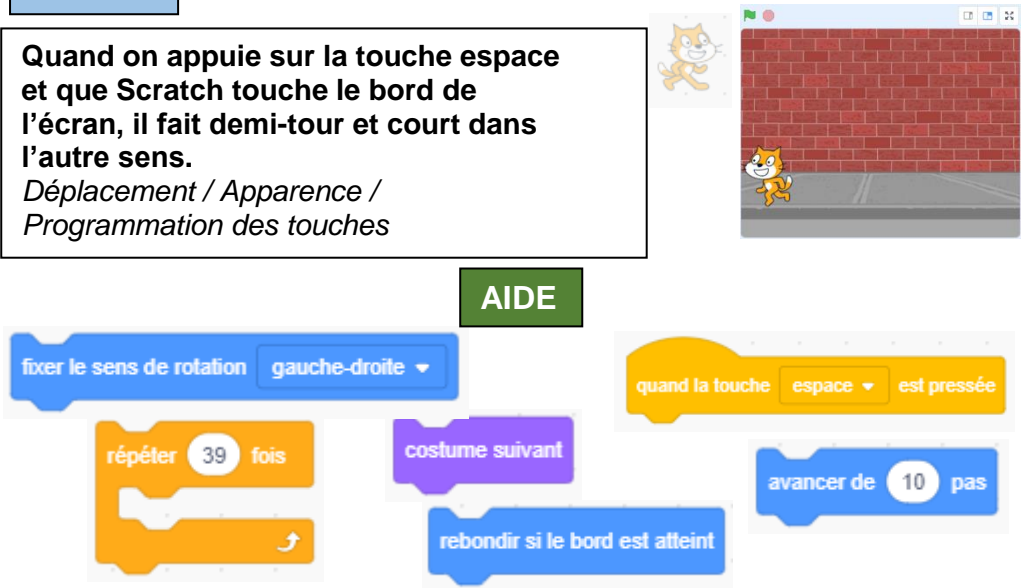 Quand on appuie sur la touche espace
et que Scratch touche le bord de
l'écran, il fait demi-tour et court dans
l'autre sens.
Déplacement / Apparence /
Programmation des touches
AIDE
fixer le sens de rotation gauche-droite
quand la touche espace est pressée
répéter 39 fois
costume suivant
avancer de 10 pas
rebondir si le bord est atteint